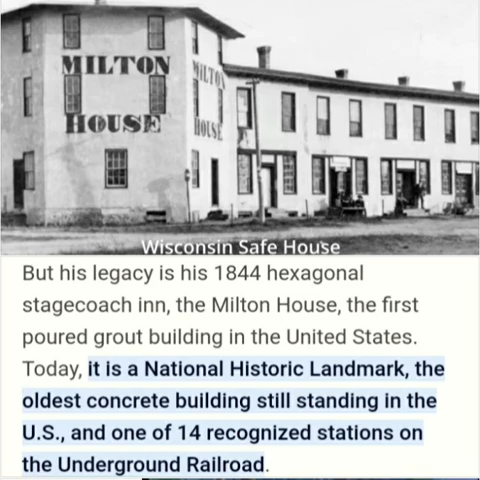 MILTON
HOUSE
MILTON
HOUSE
Wisconsin Safe House
But his legacy is his 1844 hexagonal
stagecoach inn, the Milton House, the first
poured grout building in the United States.
Today, it is a National Historic Landmark, the
oldest concrete building still standing in the
U.S., and one of 14 recognized stations on
the Underground Railroad.